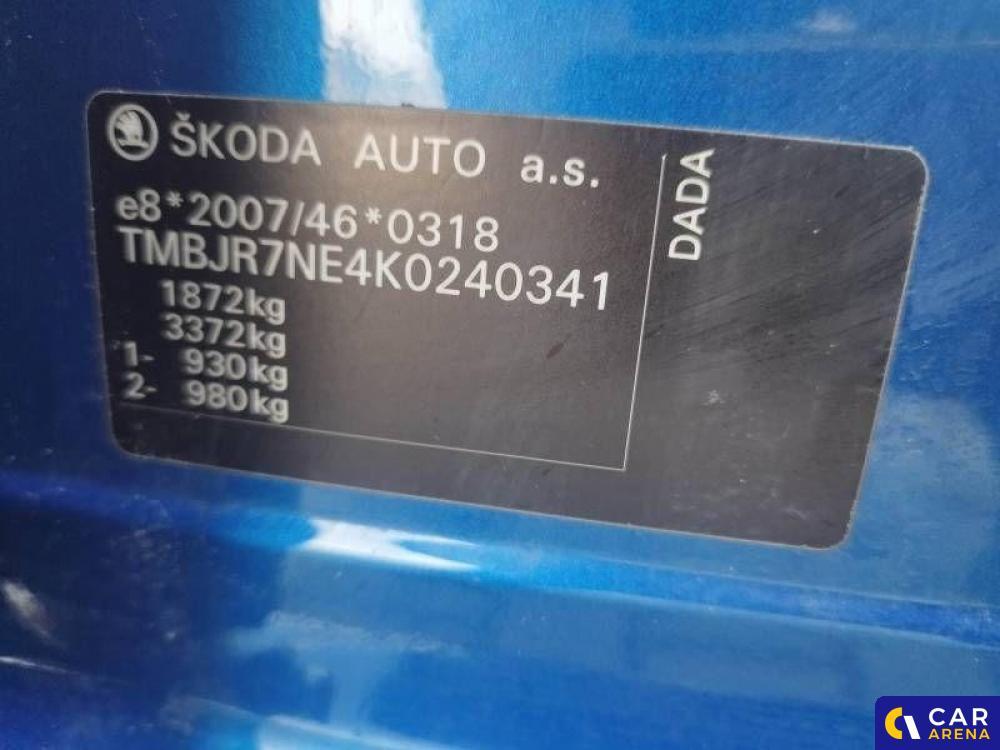 ŠKODA AUTO a.s.
e8*2007/46*0318
TMBJR7NE4K0240341
1872kg
3372kg
1- 930kg
2- 980kg
DADA
CAR
ARENA